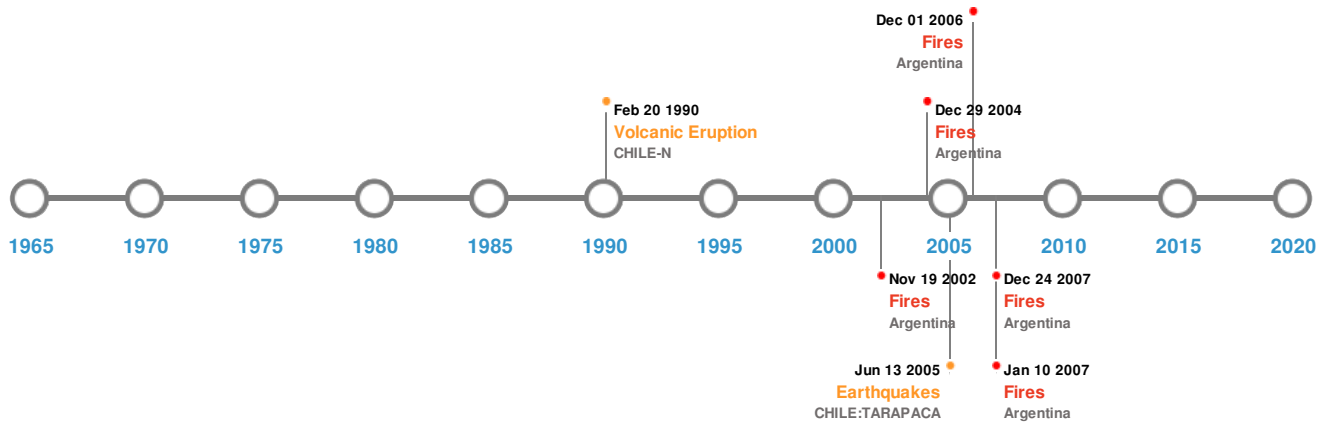 Dec 01 2006
Fires
Argentina
Feb 20 1990
Volcanic Eruption
CHILE-N
Dec 29 2004
Fires
Argentina
1965
1970
1975
1980
1985
1990
1995
2000
2005
2010
2015
2020
Nov 19 2002
Fires
Argentina
Dec 24 2007
Fires
Argentina
Jun 13 2005
Earthquakes
CHILE:TARAPACA
Jan 10 2007
Fires
Argentina